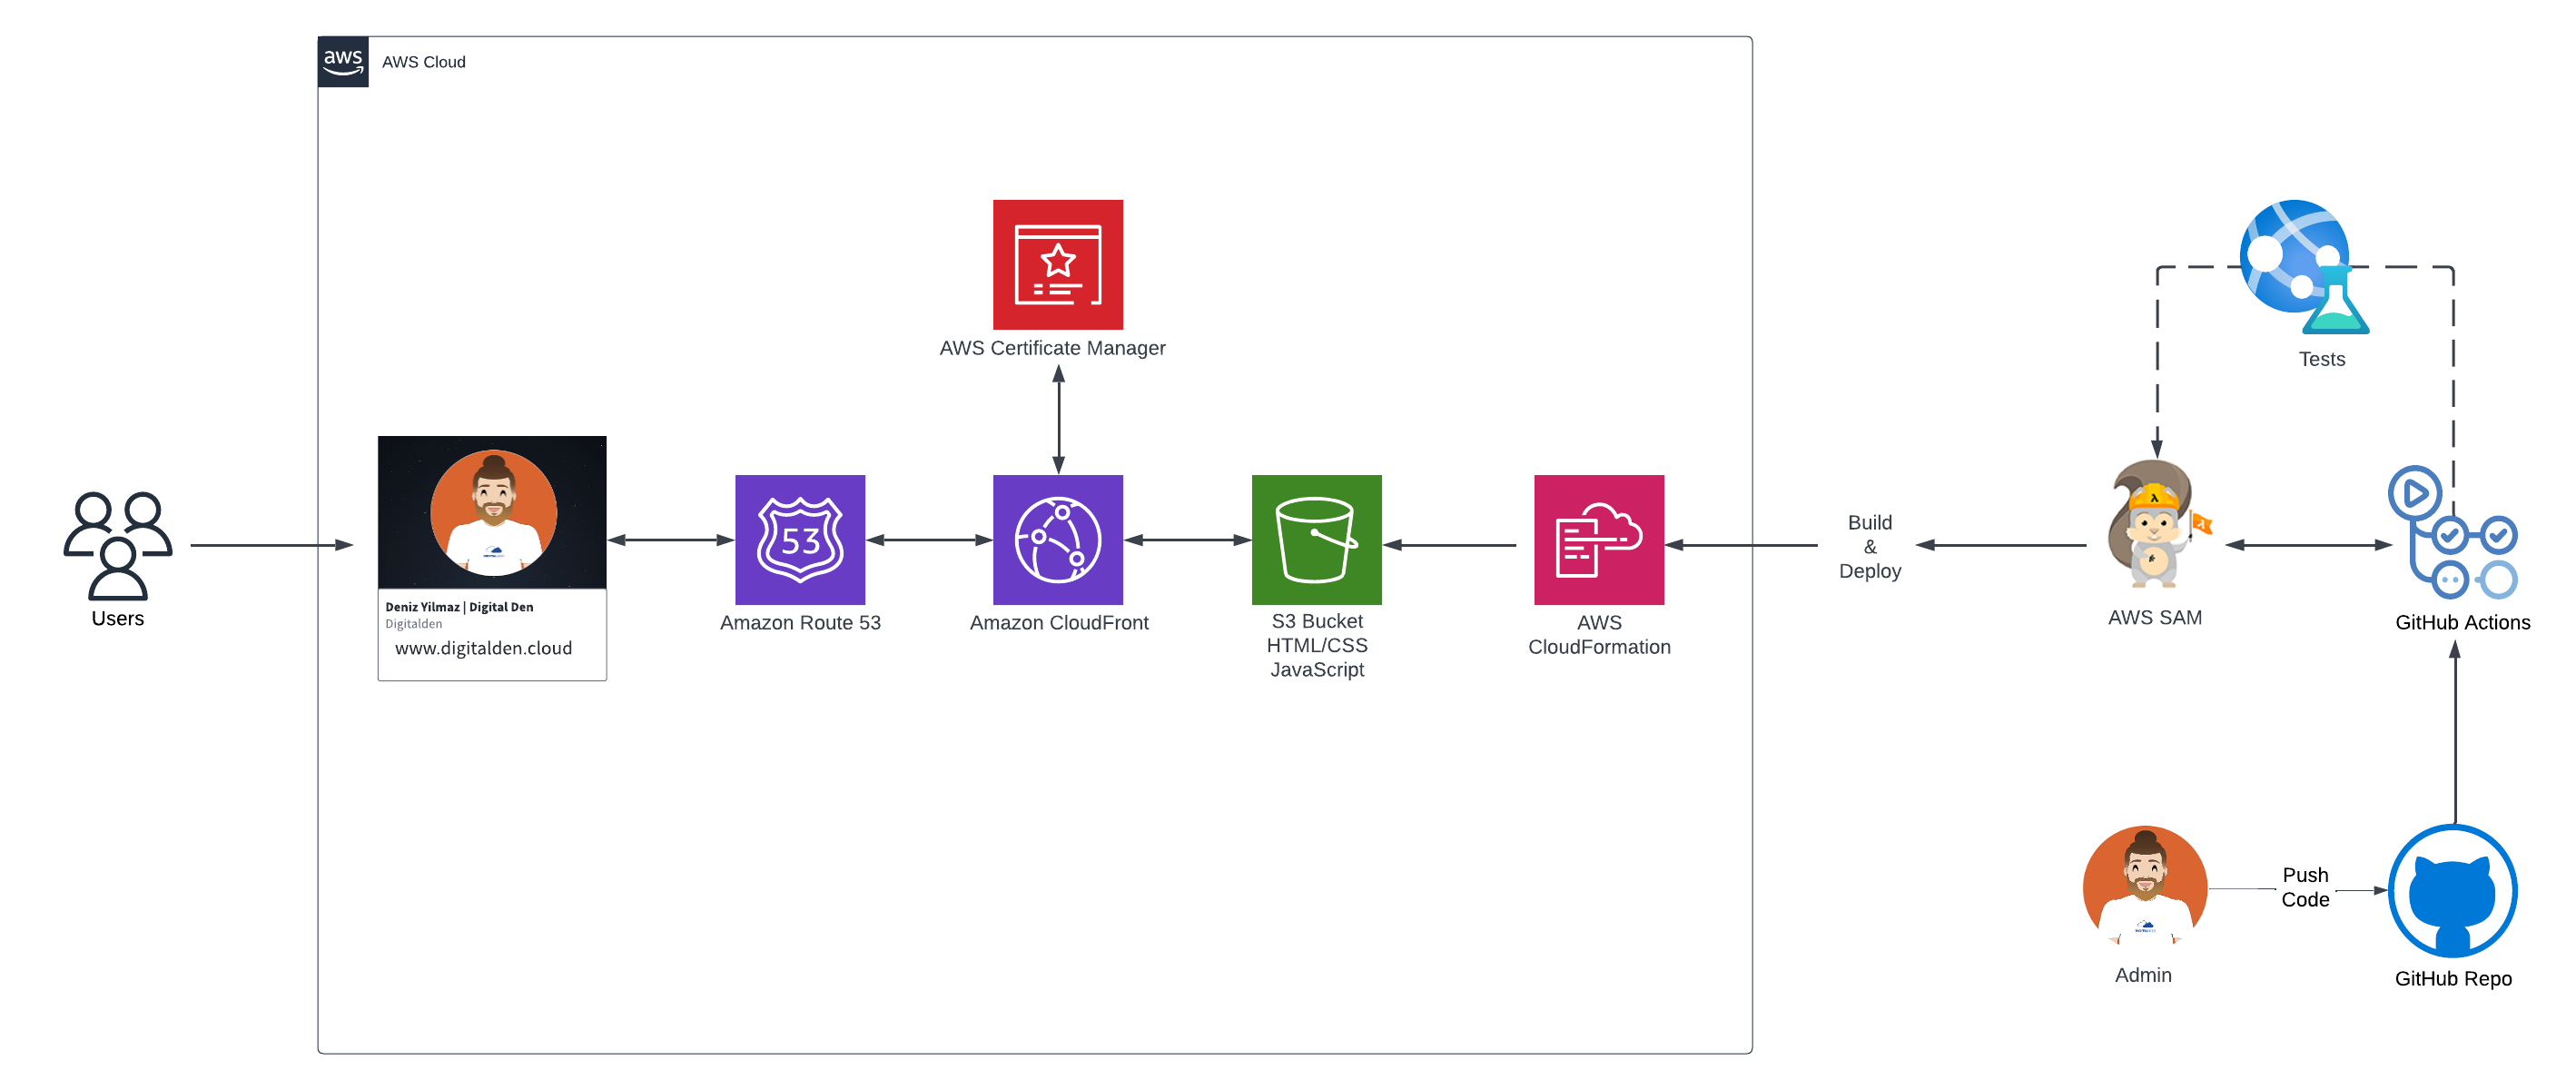 aws
AWS Cloud
AWS Certificate Manager
Tests
Users
Deniz Yilmaz | Digital Den
Digitalden
www.digitalden.cloud
53
Amazon Route 53
Amazon CloudFront
S3 Bucket
HTML/CSS
JavaScript
AWS
CloudFormation
Build
&
Deploy
AWS SAM
GitHub Actions
Push
Code
Admin
GitHub Repo